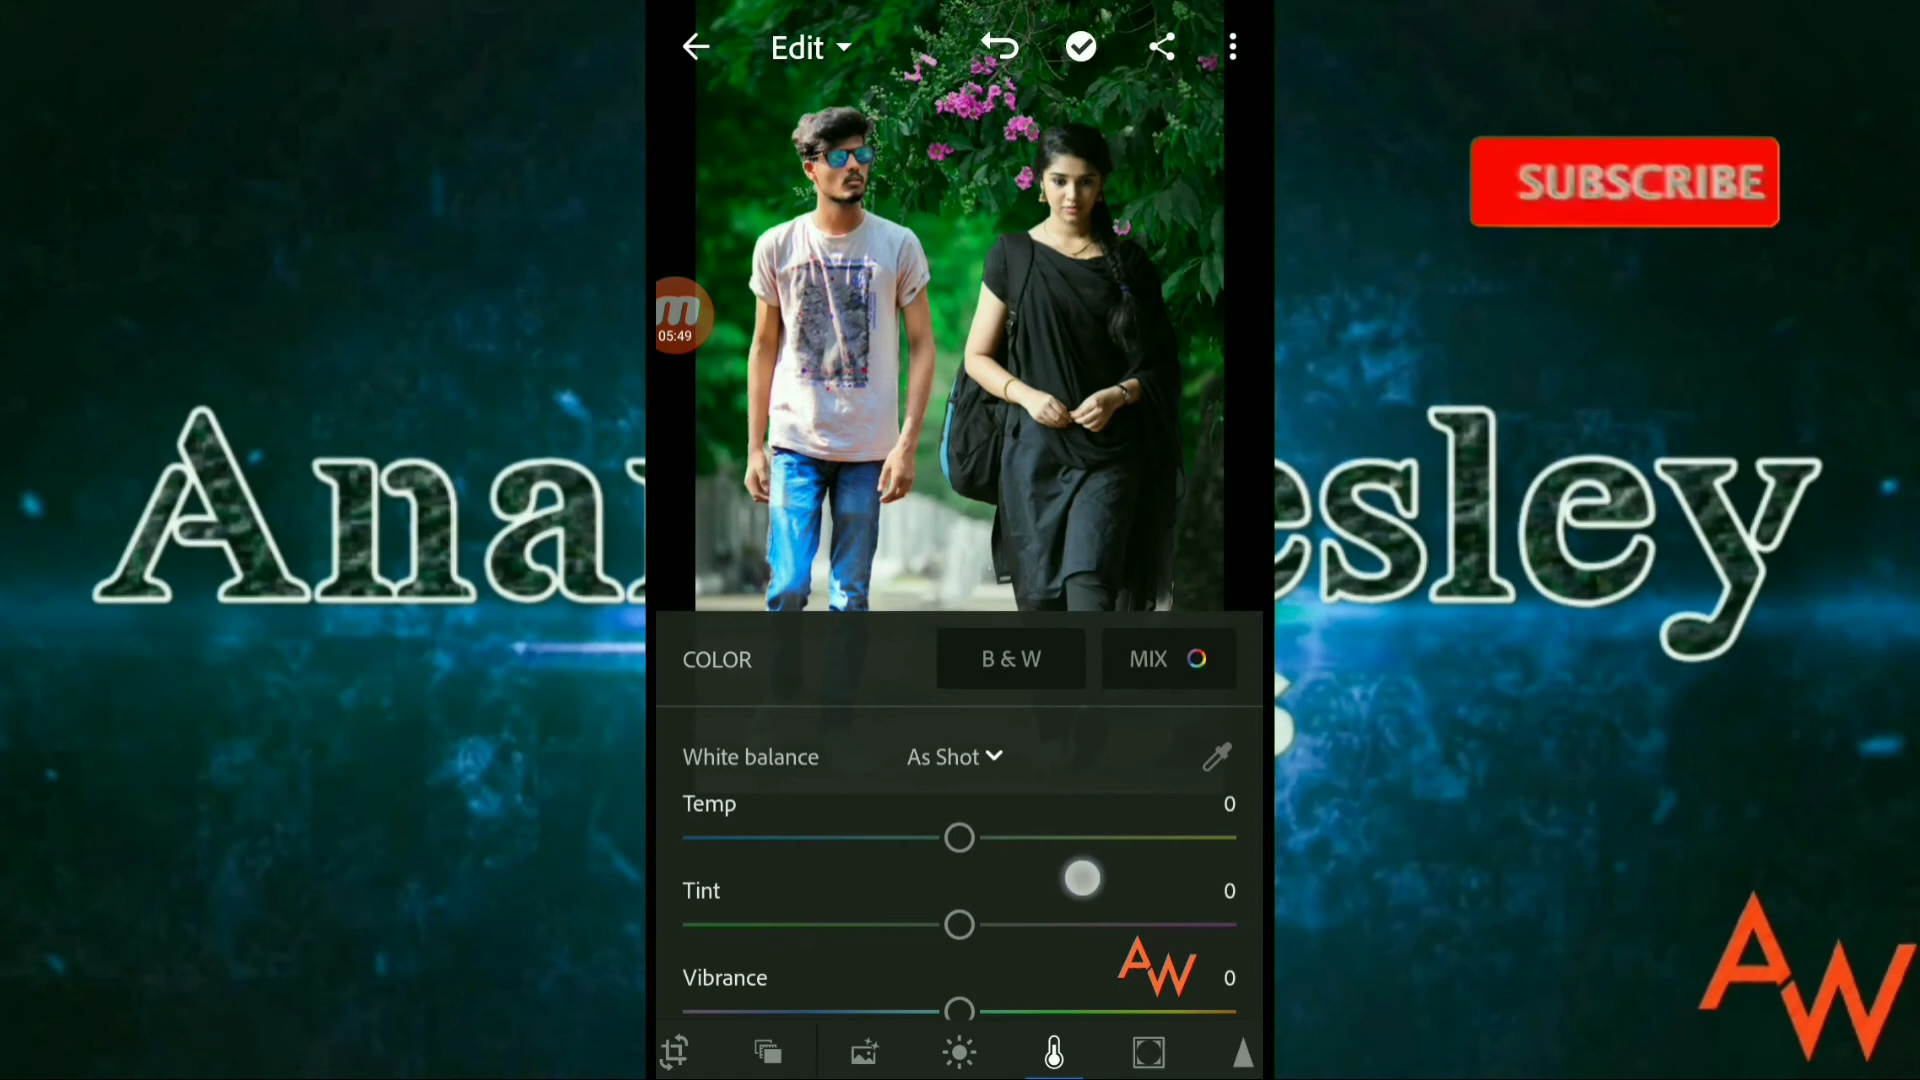 Edit
SUBSCRIBE
m
05:49
Ana
esley
COLOR
B & W
MIX
White balance
As Shot
Temp
0
Tint
0
AW
Vibrance
0
AW